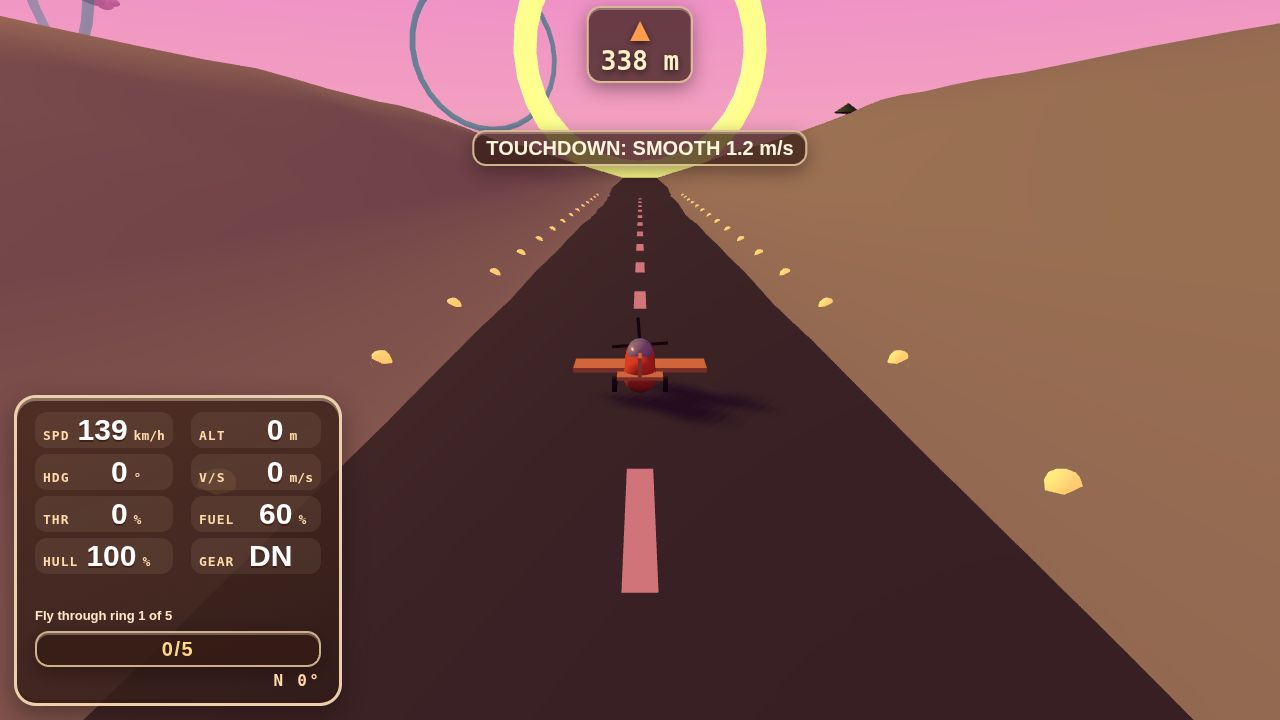 338 m
TOUCHDOWN: SMOOTH 1.2 m/s
SPD 139 km/h ALT 0 m
HDG 0 ° V/S 0 m/s
THR 0 % FUEL 60 %
HULL 100 % GEAR DN
Fly through ring 1 of 5
0/5
N 0°